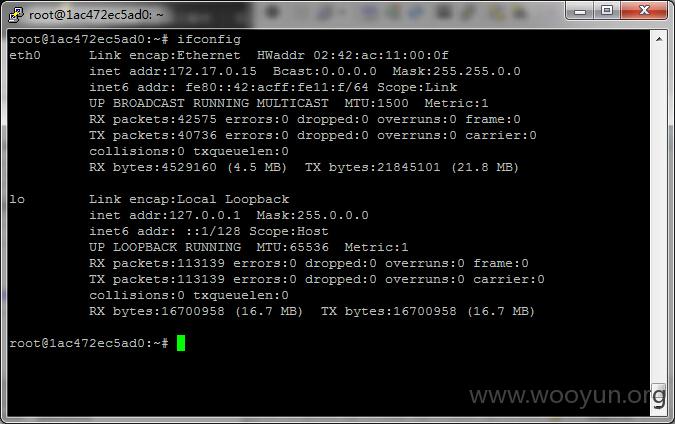 root@1ac472ec5ad0: ~
root@1ac472ec5ad0:~# ifconfig
eth0      Link encap:Ethernet  HWaddr 02:42:ac:11:00:0f
          inet addr:172.17.0.15  Bcast:0.0.0.0  Mask:255.255.0.0
          inet6 addr: fe80::42:acff:fe11:f/64 Scope:Link
          UP BROADCAST RUNNING MULTICAST  MTU:1500  Metric:1
          RX packets:42575 errors:0 dropped:0 overruns:0 frame:0
          TX packets:40736 errors:0 dropped:0 overruns:0 carrier:0
          collisions:0 txqueuelen:0
          RX bytes:4529160 (4.5 MB)  TX bytes:21845101 (21.8 MB)
lo        Link encap:Local Loopback
          inet addr:127.0.0.1  Mask:255.0.0.0
          inet6 addr: ::1/128 Scope:Host
          UP LOOPBACK RUNNING  MTU:65536  Metric:1
          RX packets:113139 errors:0 dropped:0 overruns:0 frame:0
          TX packets:113139 errors:0 dropped:0 overruns:0 carrier:0
          collisions:0 txqueuelen:0
          RX bytes:16700958 (16.7 MB)  TX bytes:16700958 (16.7 MB)
root@1ac472ec5ad0:~#
www.wooyun.org